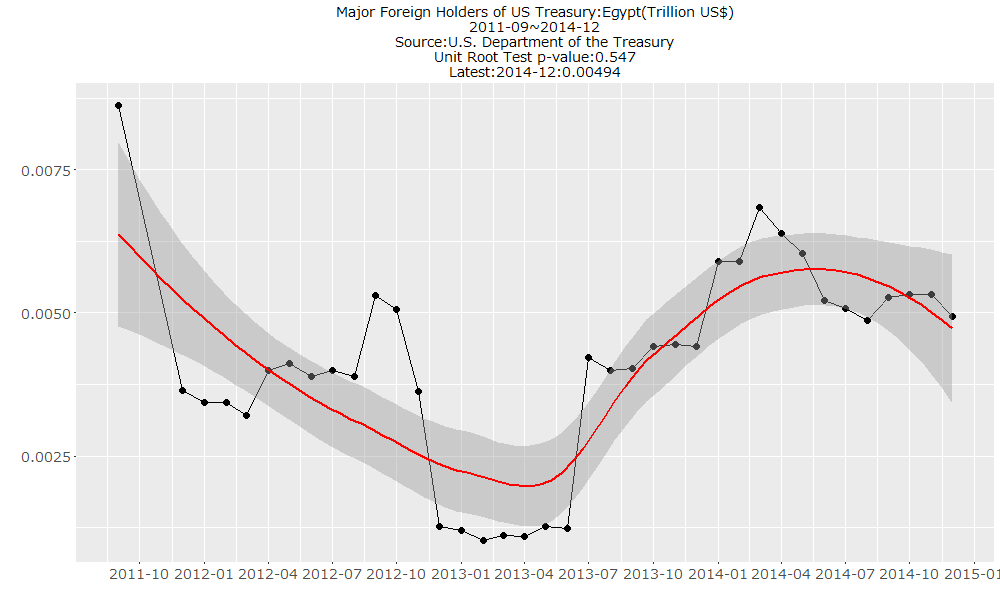 Major Foreign Holders of US Treasury:Egypt(Trillion US$)
2011-09~2014-12
Source:U.S. Department of the Treasury
Unit Root Test p-value:0.547
Latest:2014-12:0.00494
0.0075
0.0050
0.0025
2011-10 2012-01 2012-04 2012-07 2012-10 2013-01 2013-04 2013-07 2013-10 2014-01 2014-04 2014-07 2014-10 2015-01